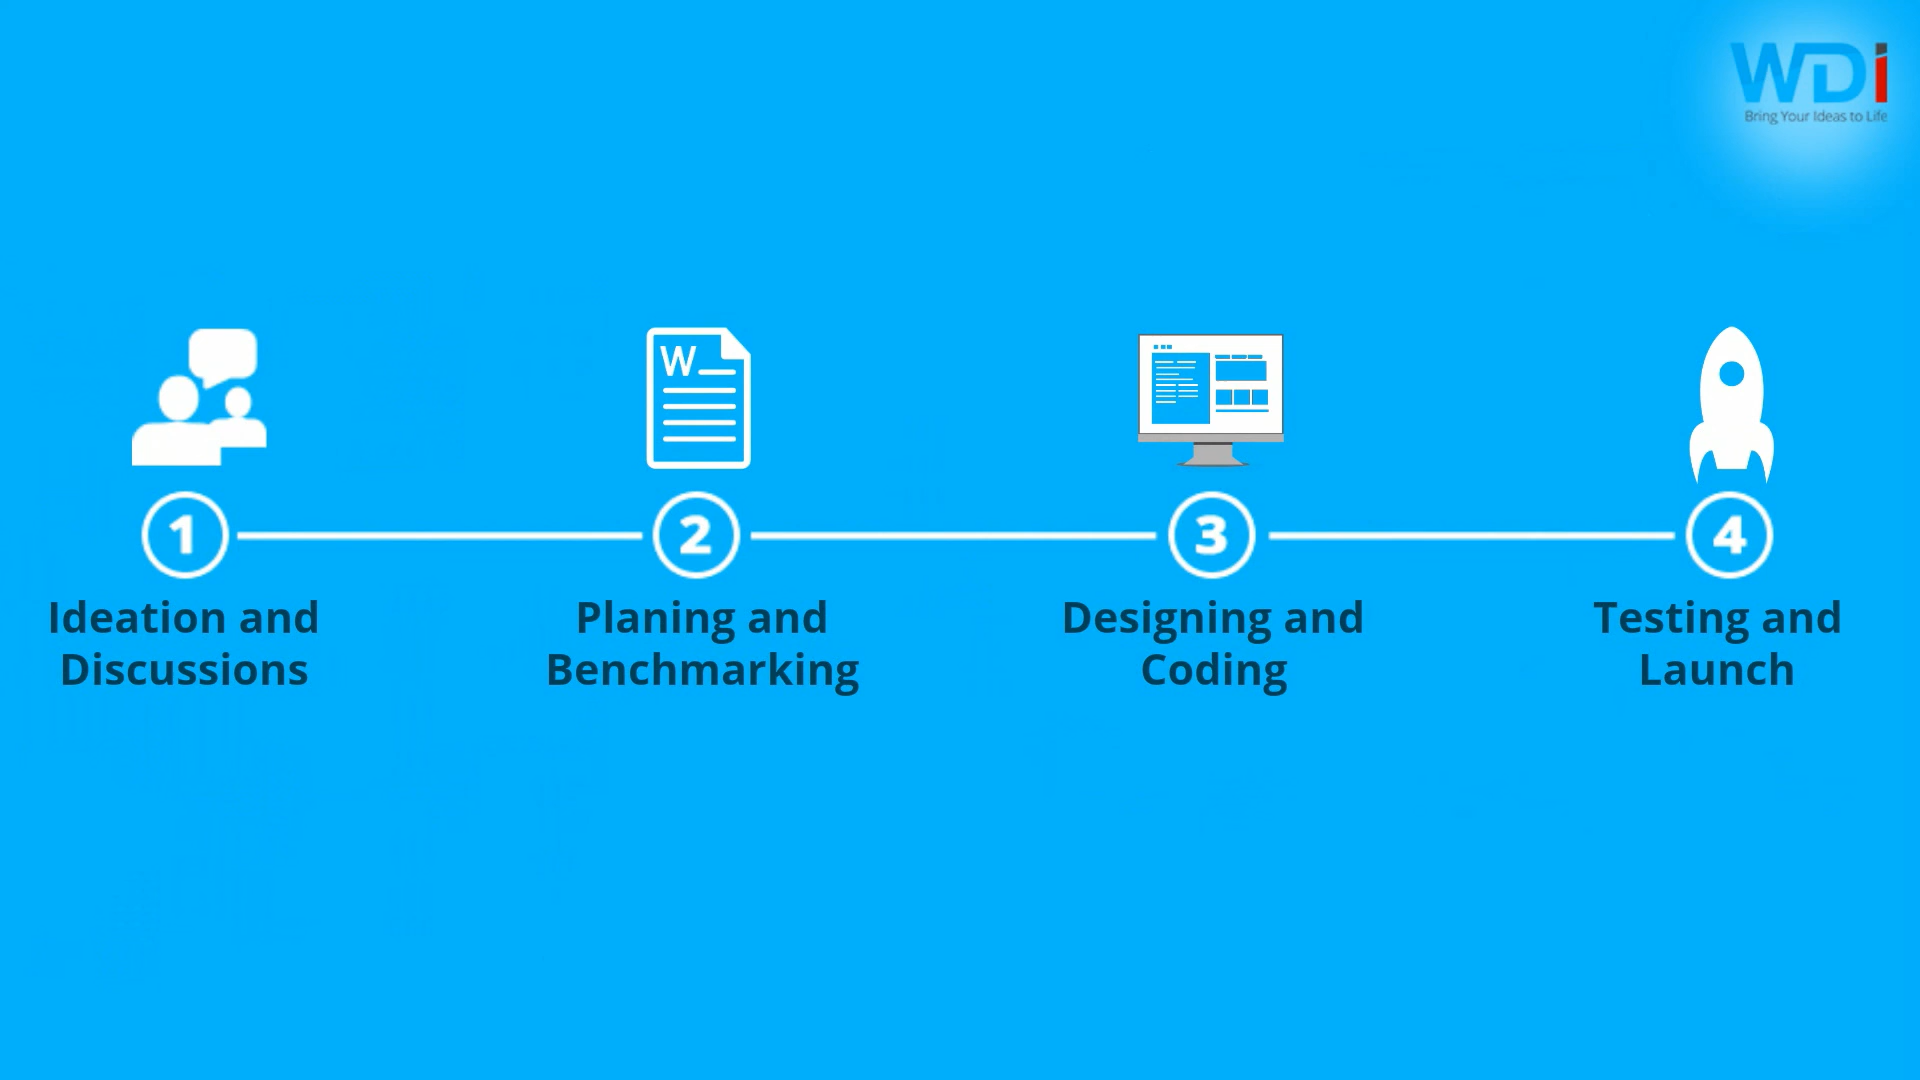 WDi
Bring Your Ideas to Life
W
1
2
3
4
Ideation and
Discussions
Planing and
Benchmarking
Designing and
Coding
Testing and
Launch